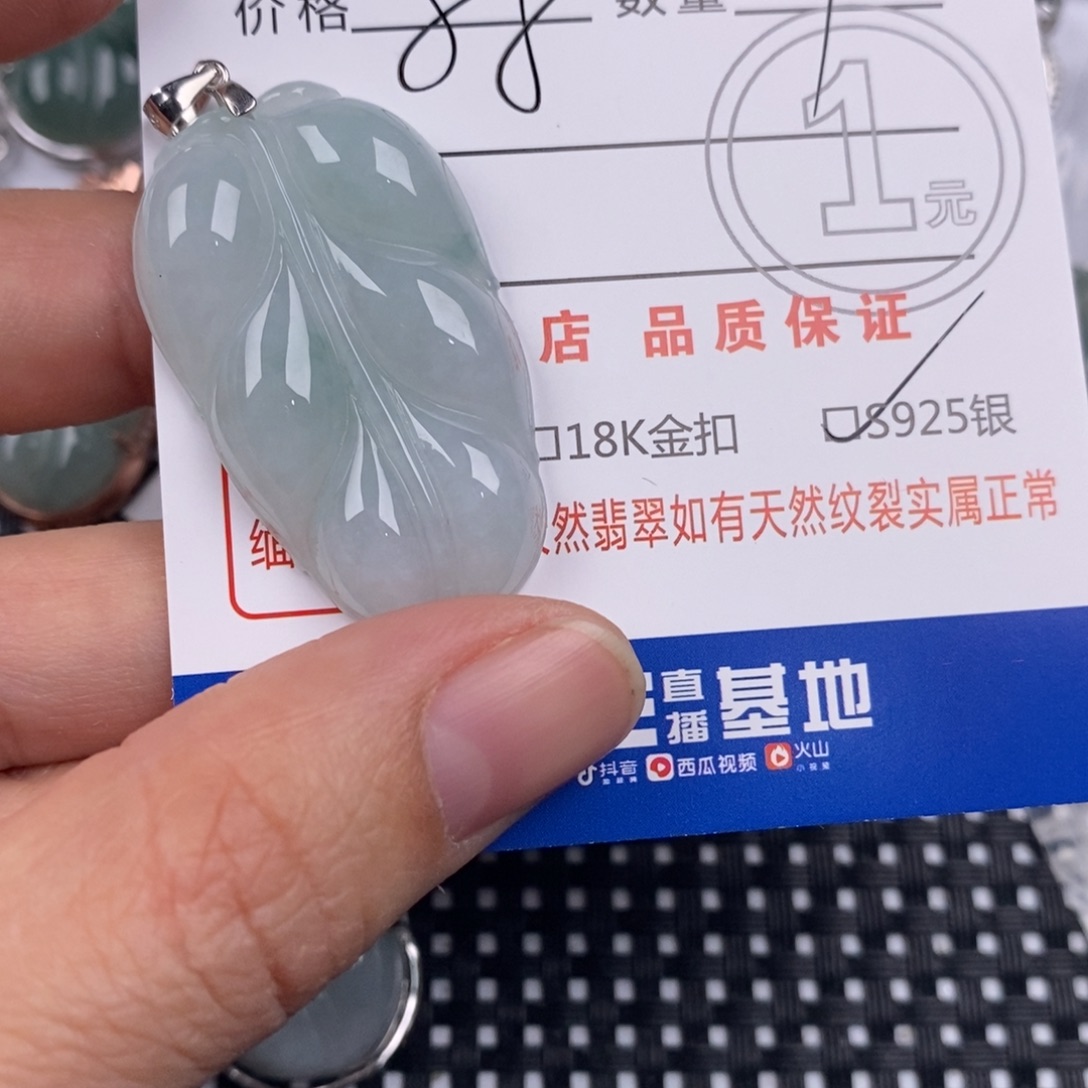 价格 数量
1元
店 品质保证
18K金扣 S925银
缅 然翡翠如有天然纹裂实属正常
直播基地
抖音 西瓜视频 火山